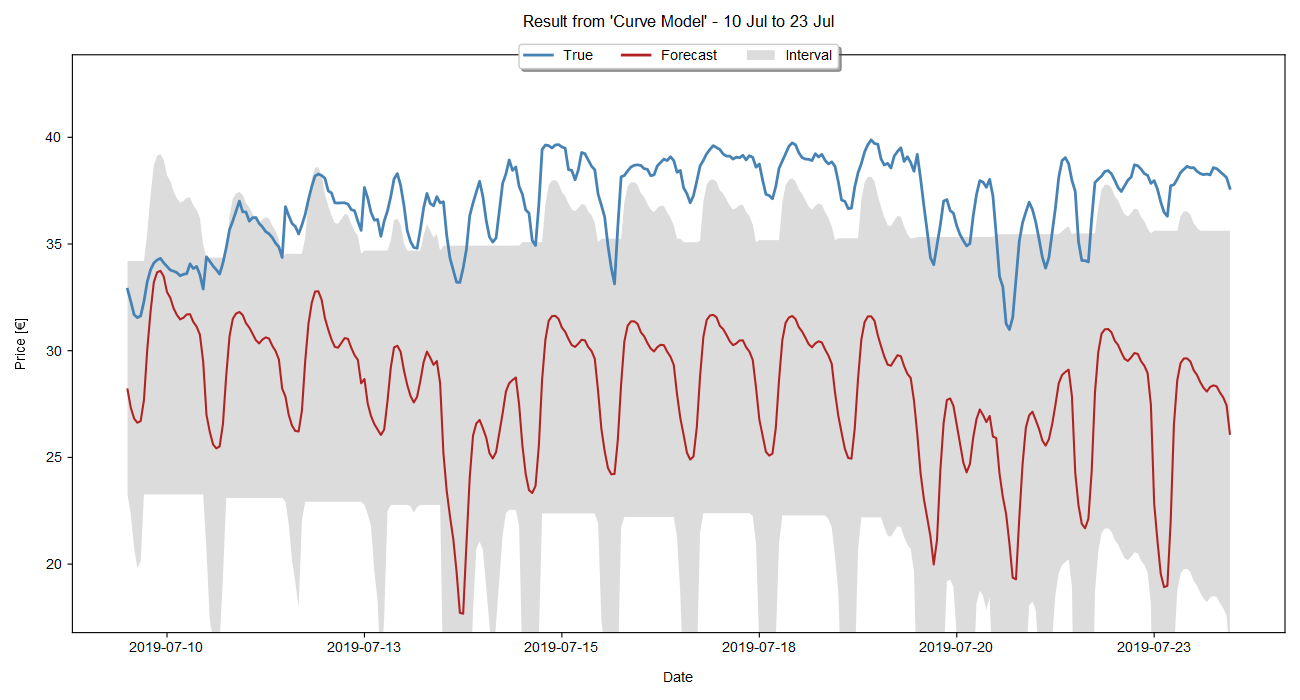 Result from 'Curve Model' - 10 Jul to 23 Jul
True Forecast Interval
40
35
30
25
20
Price [€]
2019-07-10 2019-07-13 2019-07-15 2019-07-18 2019-07-20 2019-07-23
Date